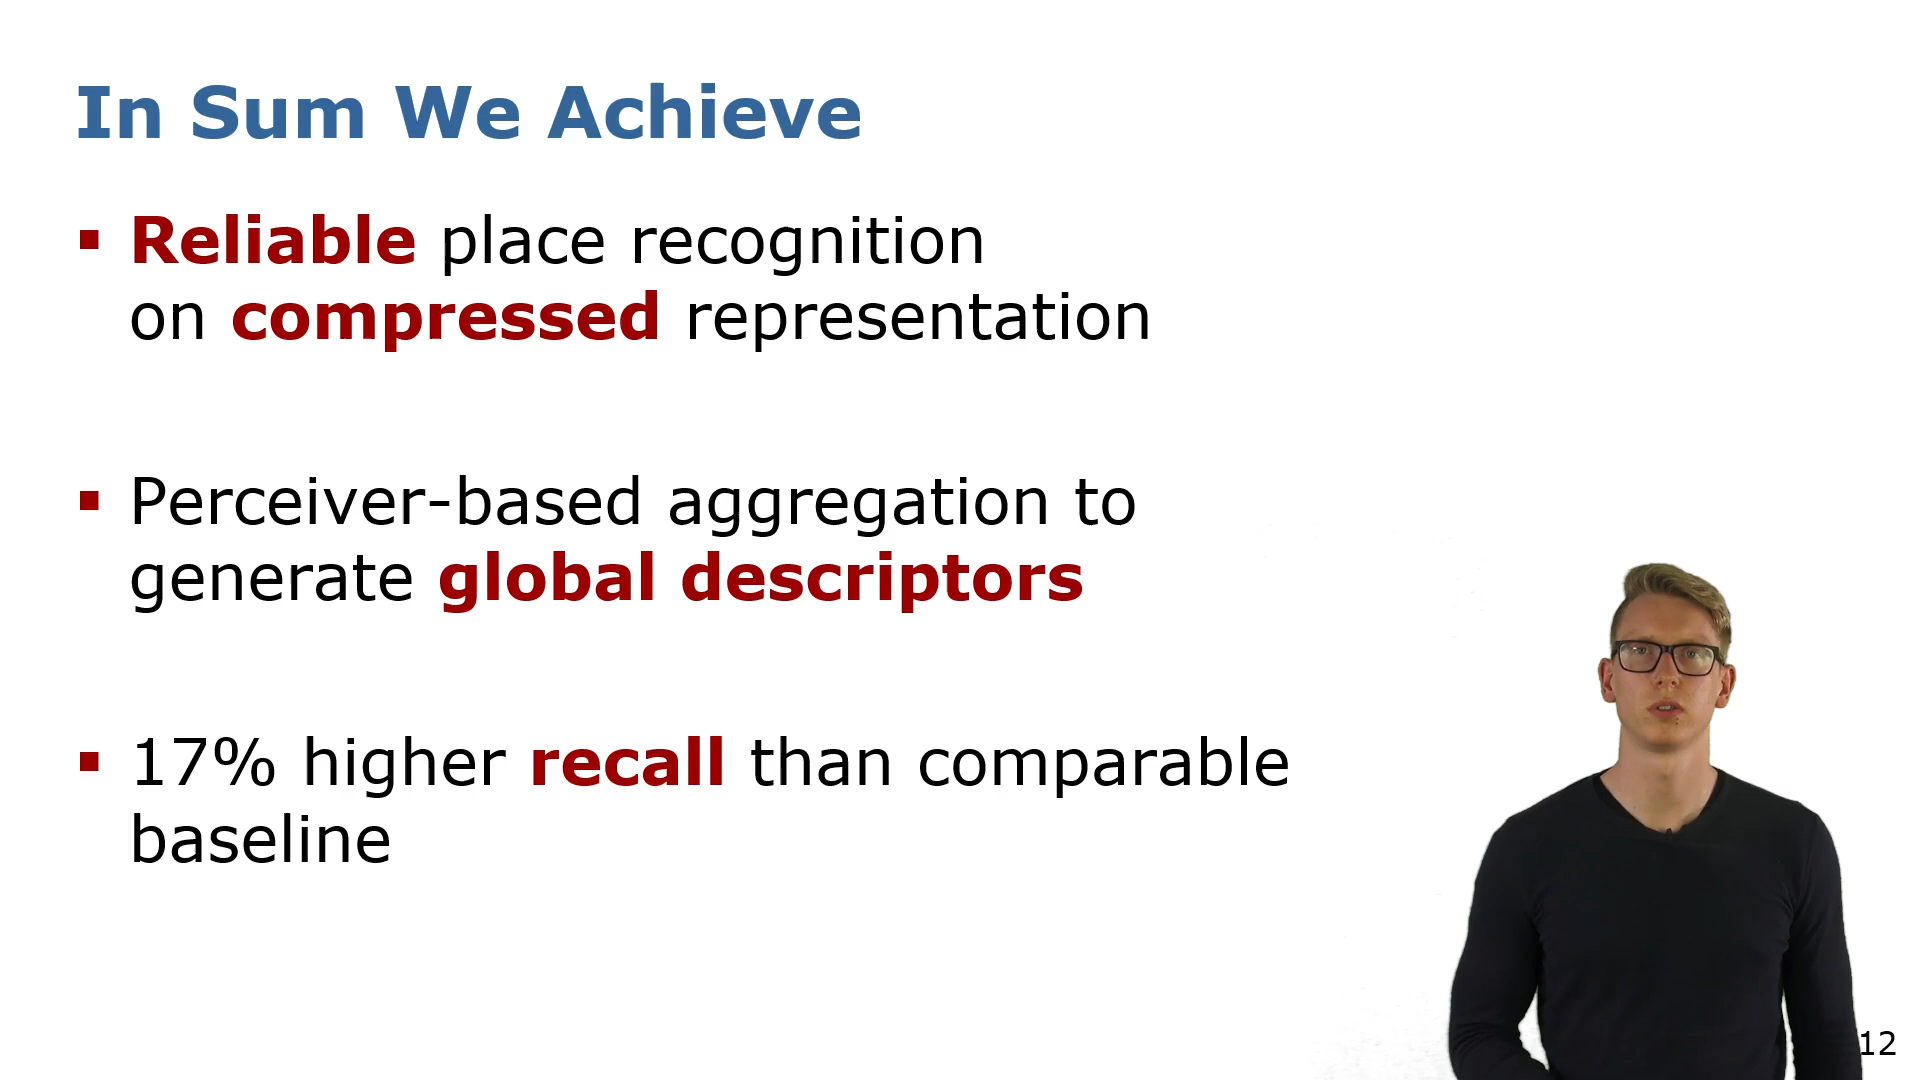 In Sum We Achieve
Reliable place recognition
on compressed representation
Perceiver-based aggregation to
generate global descriptors
17% higher recall than comparable
baseline
12